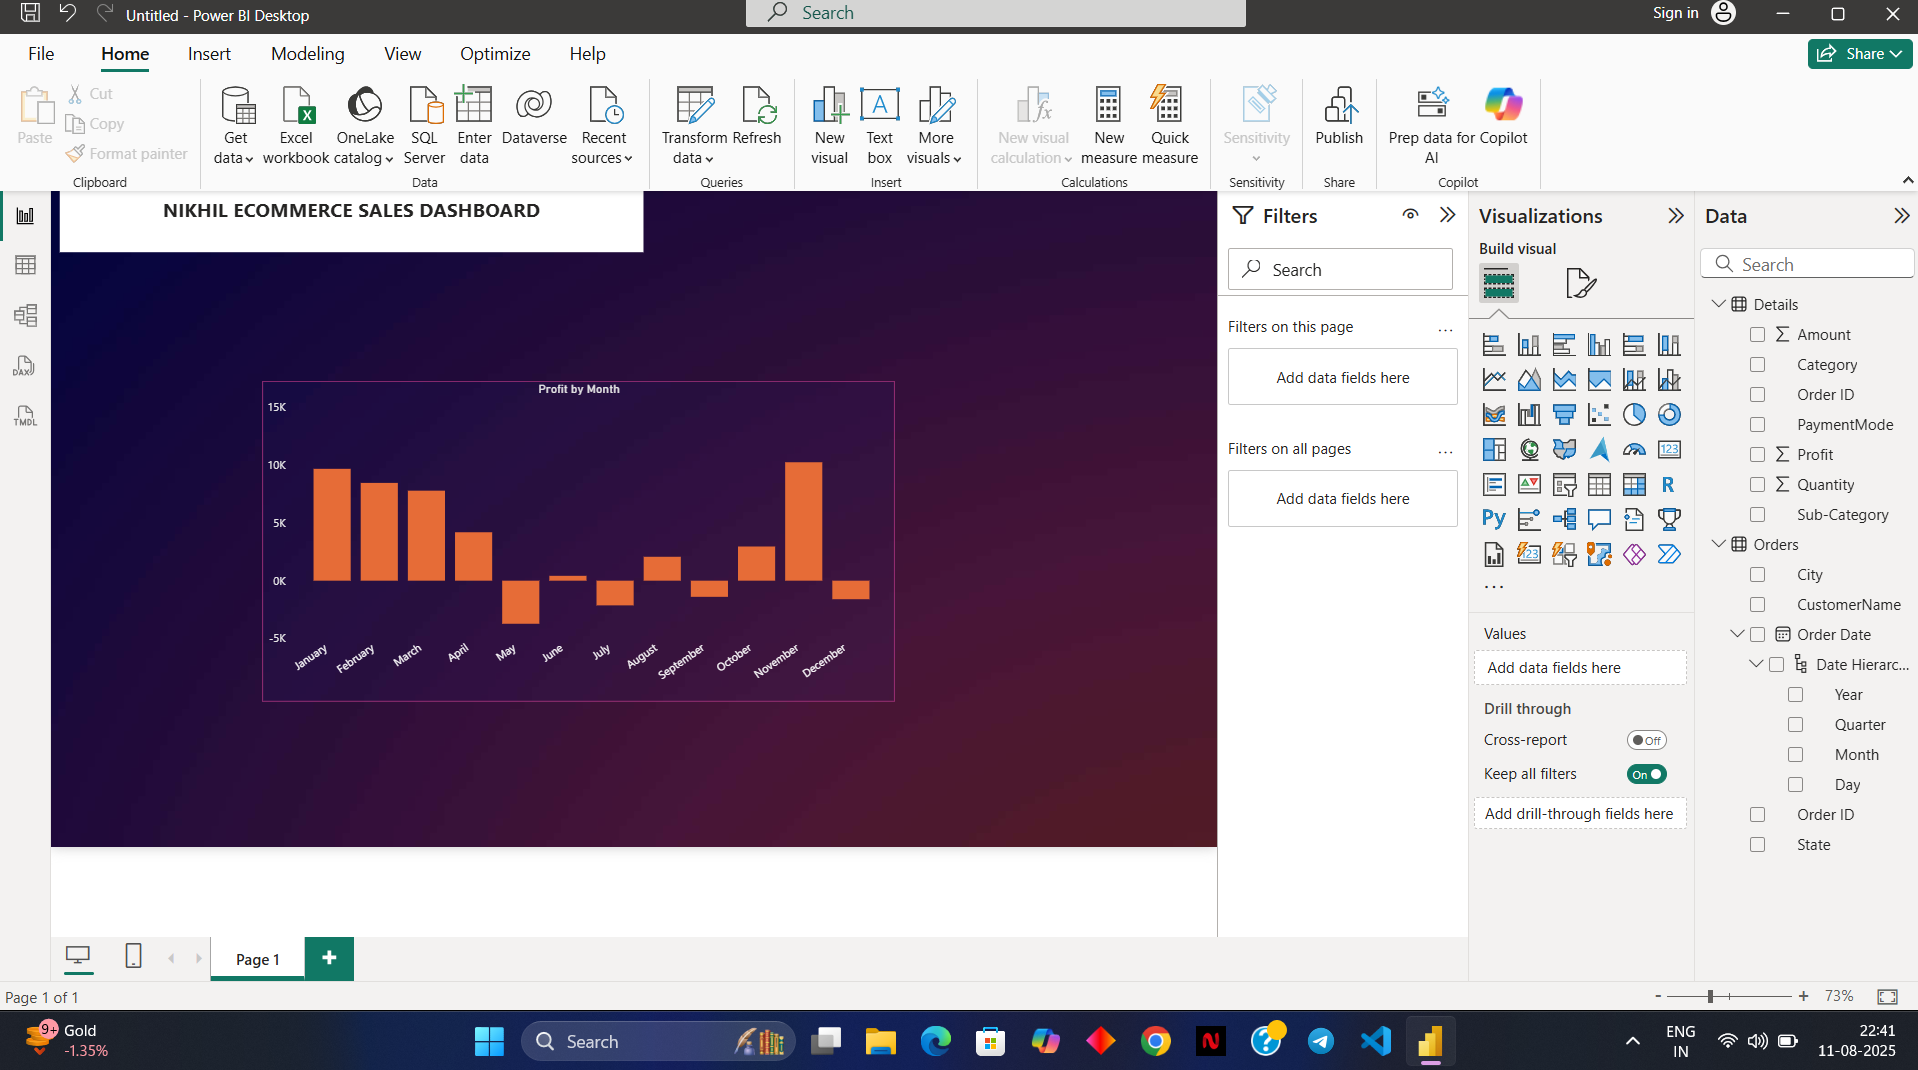 Untitled - Power BI Desktop
Search
Sign in
File
Home
Insert
Modeling
View
Optimize
Help
Share
Paste
Cut
Copy
Format painter
Clipboard
Get data
Excel workbook
OneLake catalog
SQL Server
Enter data
Dataverse
Recent sources
Data
Transform data
Refresh
Queries
New visual
Text box
More visuals
Insert
New visual calculation
New measure
Quick measure
Calculations
Sensitivity
Sensitivity
Publish
Share
Prep data for AI
Copilot
Copilot
DAX
TMDL
NIKHIL ECOMMERCE SALES DASHBOARD
Profit by Month
15K
10K
5K
0K
-5K
January
February
March
April
May
June
July
August
September
October
November
December
Filters
Search
Filters on this page
...
Add data fields here
Filters on all pages
...
Add data fields here
Visualizations
Build visual
123
R
Py
123
...
Values
Add data fields here
Drill through
Cross-report
Off
Keep all filters
On
Add drill-through fields here
Data
Search
Details
Amount
Category
Order ID
PaymentMode
Profit
Quantity
Sub-Category
Orders
City
CustomerName
Order Date
Date Hierarc...
Year
Quarter
Month
Day
Order ID
State
Page 1
Page 1 of 1
- + 73%
9+
Gold
-1.35%
Search
ENG
IN
22:41
11-08-2025